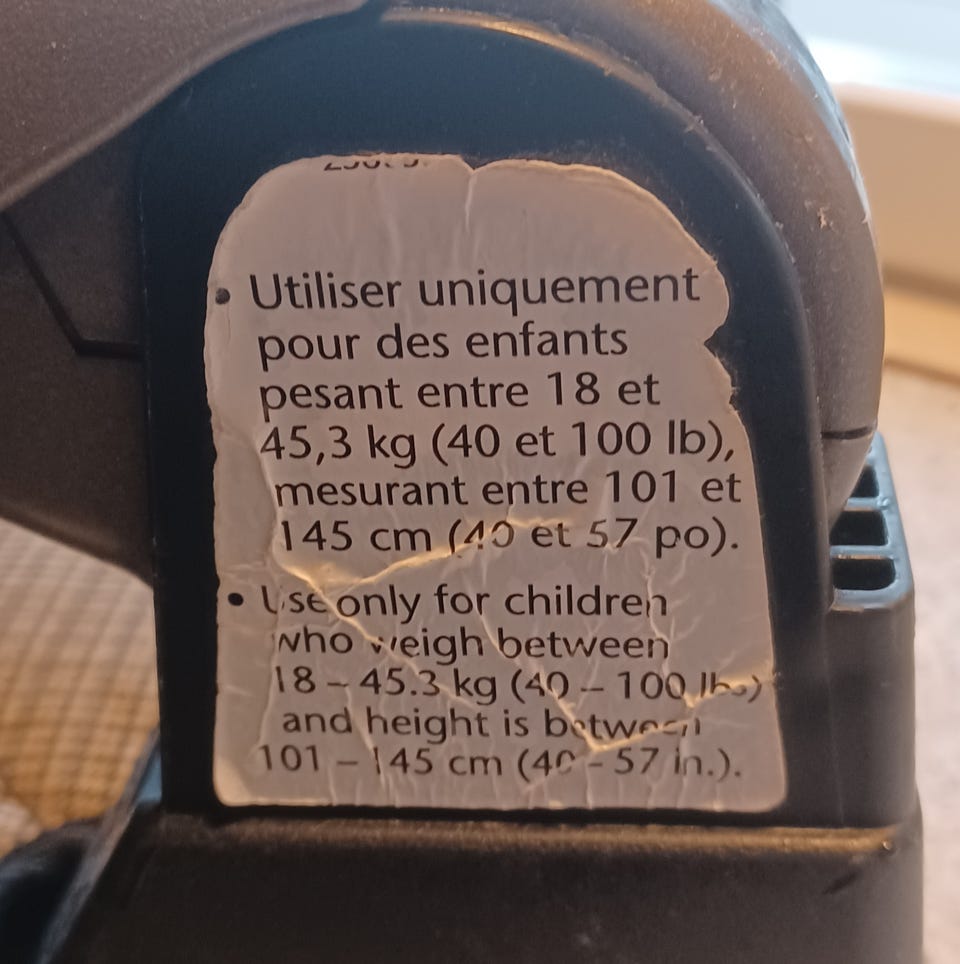 • Utiliser uniquement
pour des enfants
pesant entre 18 et
45,3 kg (40 et 100 lb),
mesurant entre 101 et
145 cm (40 et 57 po).
• Use only for children
who weigh between
18 – 45.3 kg (40 – 100 lbs)
and height is between
101 – 145 cm (40 – 57 in.).